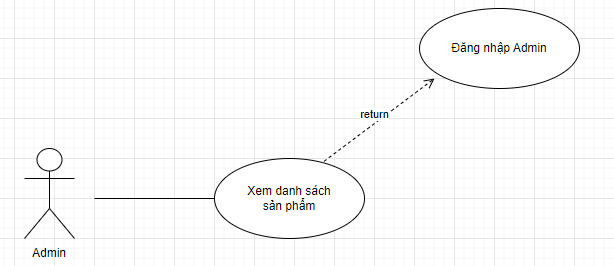 Đăng nhập Admin
return
Xem danh sách
sản phẩm
Admin